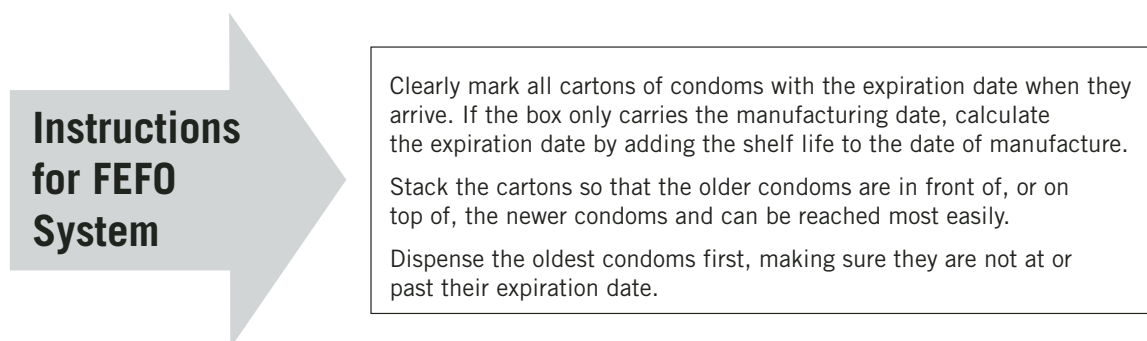 Instructions
for FEFO
System
Clearly mark all cartons of condoms with the expiration date when they
arrive. If the box only carries the manufacturing date, calculate
the expiration date by adding the shelf life to the date of manufacture.
Stack the cartons so that the older condoms are in front of, or on
top of, the newer condoms and can be reached most easily.
Dispense the oldest condoms first, making sure they are not at or
past their expiration date.